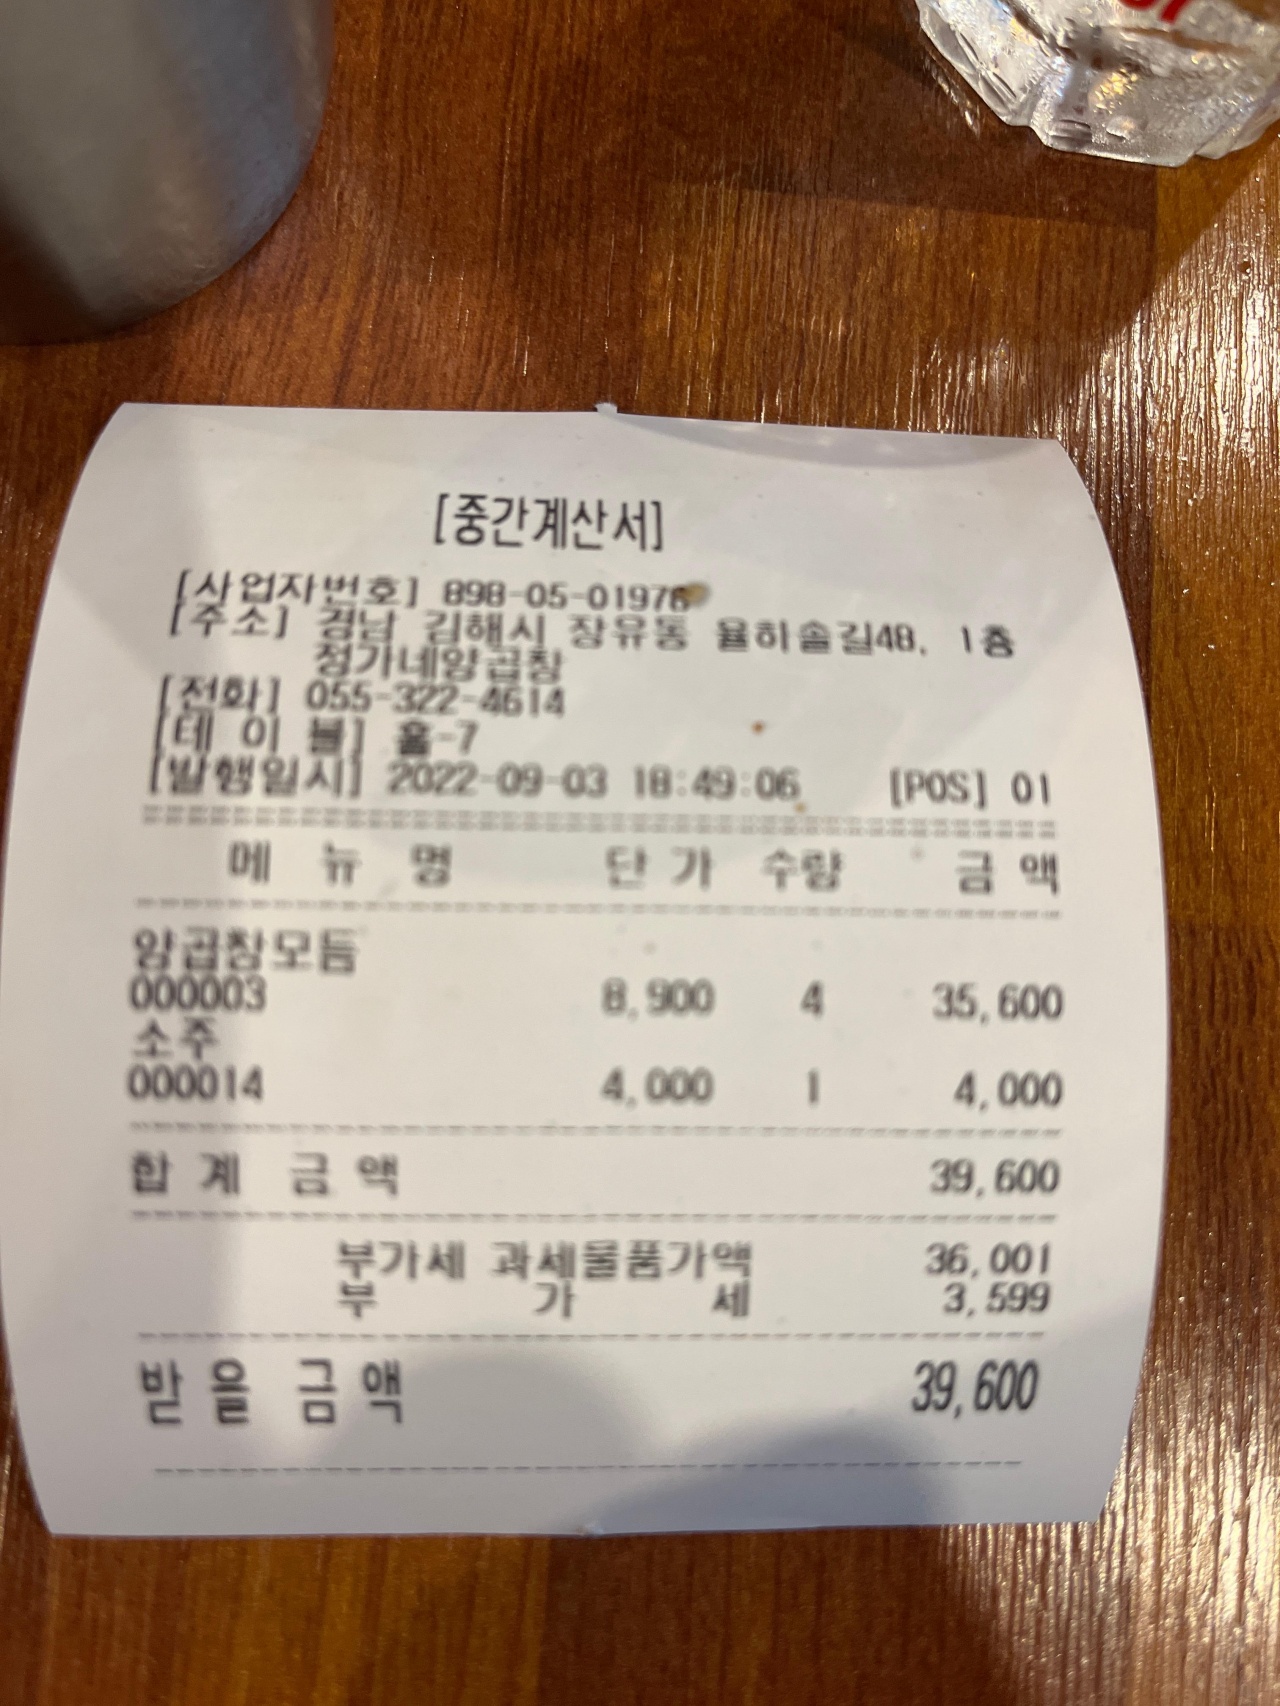 [중간계산서]
[사업자번호] 898-05-01976
[주소] 경남 김해시 장유동 율하솔길48, 1층
정가네양곱창
[전화] 055-322-4614
[테 이 블] 홀-7
[발행일시] 2022-09-03 18:49:06 [POS] 01
메 뉴 명 단 가 수량 금 액
양곱창모듬
000003 8,900 4 35,600
소주
000014 4,000 1 4,000
합 계 금 액 39,600
부가세 과세물품가액 36,001
부 가 세 3,599
받 을 금 액 39,600